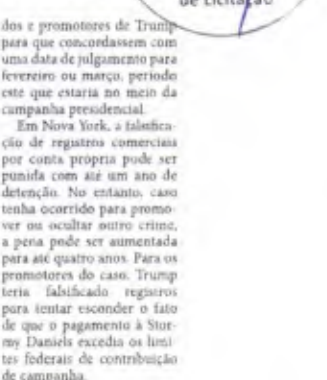 de Licitação
dos e promotores de Trump
para que concordassem com
uma data de julgamento para
fevereiro ou março, período
este que estaria no meio da
campanha presidencial.
Em Nova York, a falsifica-
ção de registros comerciais
por conta própria pode ser
punida com até um ano de
detenção. No entanto, caso
tenha ocorrido para promo-
ver ou ocultar outro crime,
a pena pode ser aumentada
para até quatro anos. Para os
promotores do caso, Trump
teria falsificado registros
para tentar esconder o fato
de que o pagamento à Stor-
my Daniels excedia os limi-
tes federais de contribuição
de campanha.